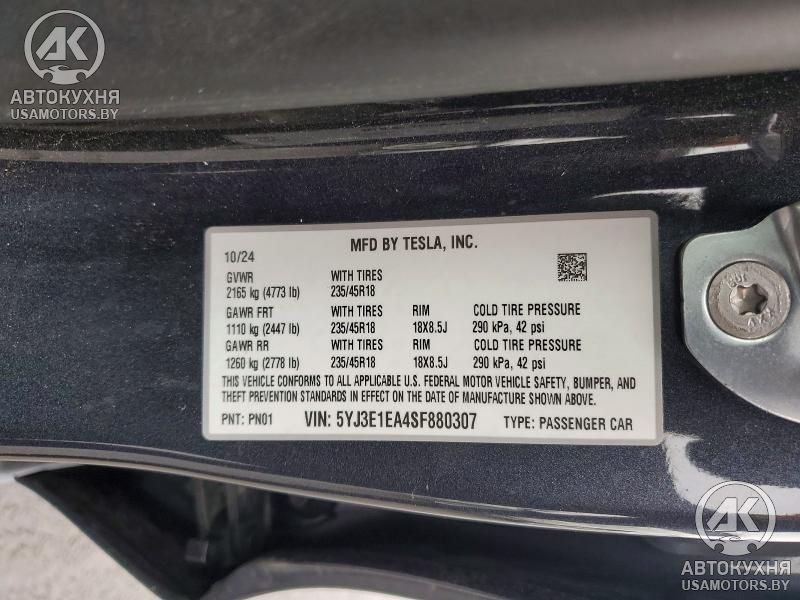 AK
АВТОКУХНЯ
USAMOTORS.BY
MFD BY TESLA, INC.
10/24
GVWR WITH TIRES
2165 kg (4773 lb) 235/45R18
GAWR FRT WITH TIRES RIM COLD TIRE PRESSURE
1110 kg (2447 lb) 235/45R18 18X8.5J 290 kPa, 42 psi
GAWR RR WITH TIRES RIM COLD TIRE PRESSURE
1260 kg (2778 lb) 235/45R18 18X8.5J 290 kPa, 42 psi
THIS VEHICLE CONFORMS TO ALL APPLICABLE U.S. FEDERAL MOTOR VEHICLE SAFETY, BUMPER, AND
THEFT PREVENTION STANDARDS IN EFFECT ON THE DATE OF MANUFACTURE SHOWN ABOVE.
PNT: PN01 VIN: 5YJ3E1EA4SF880307 TYPE: PASSENGER CAR
AK
АВТОКУХНЯ
USAMOTORS.BY